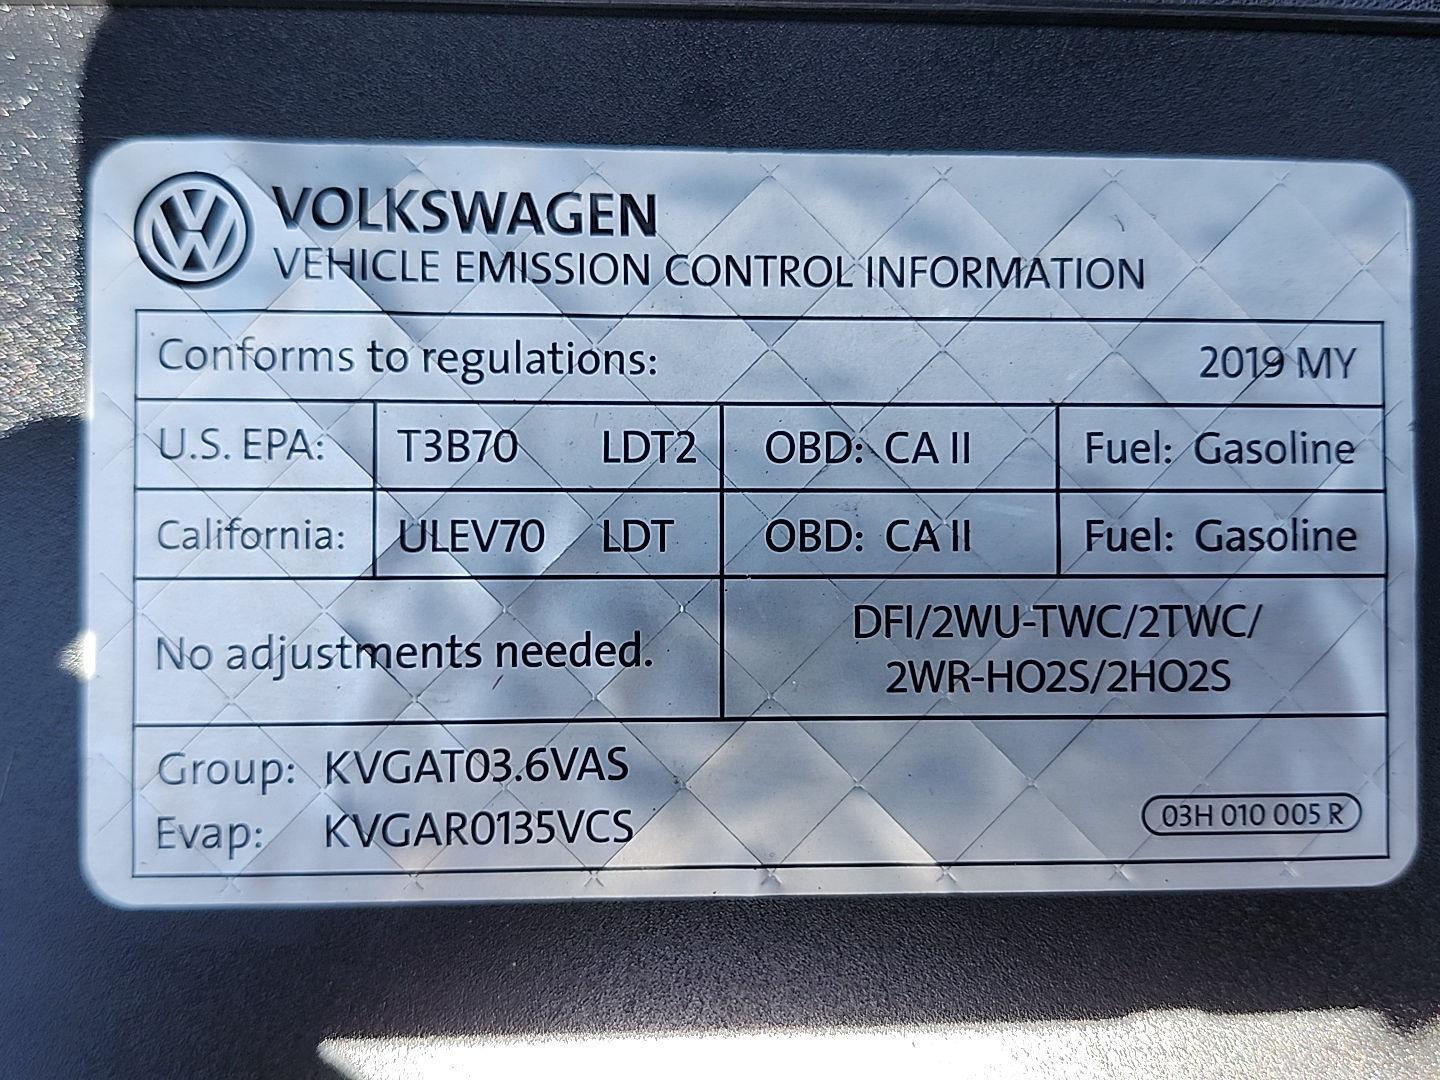 VOLKSWAGEN
VEHICLE EMISSION CONTROL INFORMATION
Conforms to regulations: 2019 MY
U.S. EPA: T3B70 LDT2 OBD: CA II Fuel: Gasoline
California: ULEV70 LDT OBD: CA II Fuel: Gasoline
No adjustments needed.
DFI/2WU-TWC/2TWC/
2WR-HO2S/2HO2S
Group: KVGAT03.6VAS
Evap: KVGAR0135VCS
03H 010 005 R